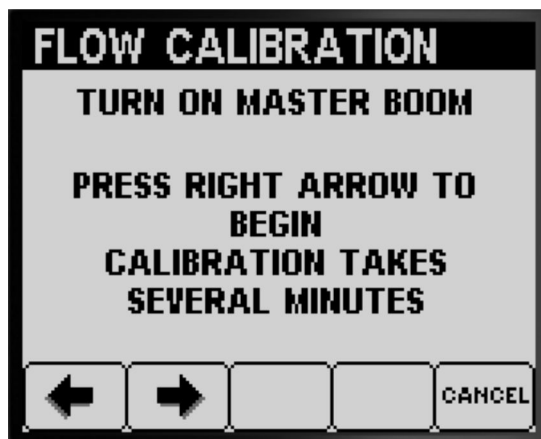 FLOW CALIBRATION
TURN ON MASTER BOOM
PRESS RIGHT ARROW TO
BEGIN
CALIBRATION TAKES
SEVERAL MINUTES
CANCEL